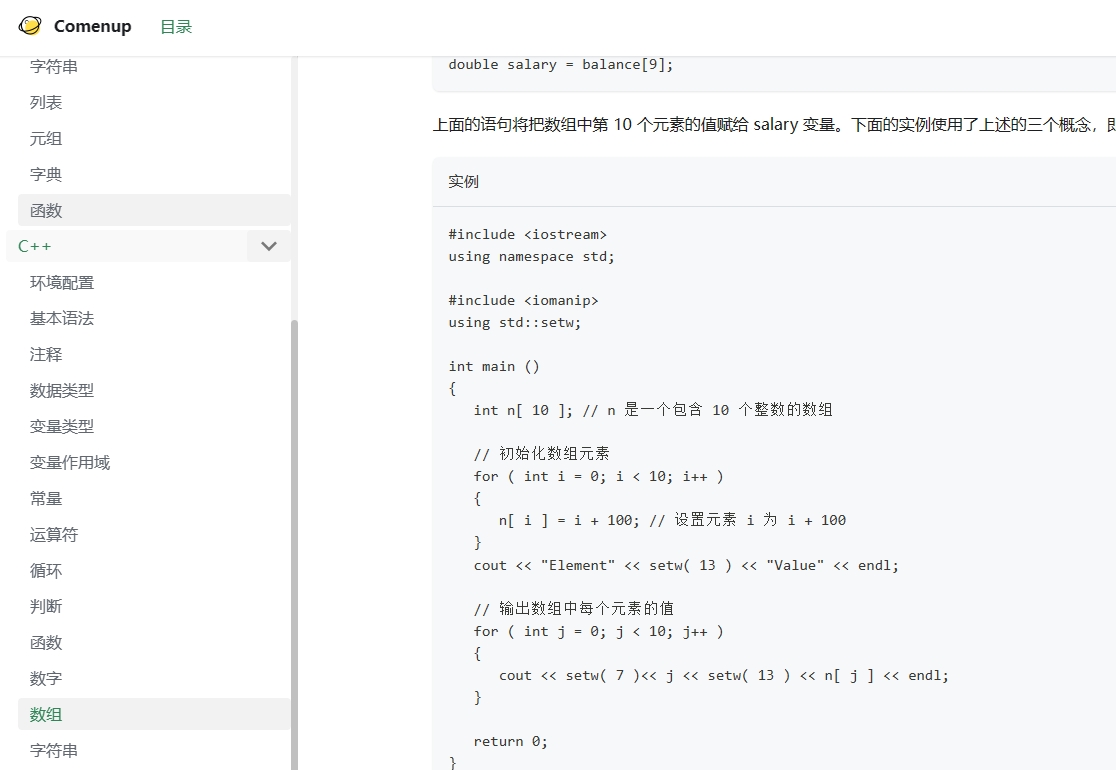 Comenup 目录
字符串
列表
元组
字典
函数
C++
环境配置
基本语法
注释
数据类型
变量类型
变量作用域
常量
运算符
循环
判断
函数
数字
数组
字符串
double salary = balance[9];
上面的语句将把数组中第 10 个元素的值赋给 salary 变量。下面的实例使用了上述的三个概念，
实例
#include <iostream>
using namespace std;
#include <iomanip>
using std::setw;
int main ()
{
int n[ 10 ]; // n 是一个包含 10 个整数的数组
// 初始化数组元素
for ( int i = 0; i < 10; i++ )
{
n[ i ] = i + 100; // 设置元素 i 为 i + 100
}
cout << "Element" << setw( 13 ) << "Value" << endl;
// 输出数组中每个元素的值
for ( int j = 0; j < 10; j++ )
{
cout << setw( 7 )<< j << setw( 13 ) << n[ j ] << endl;
}
return 0;
}